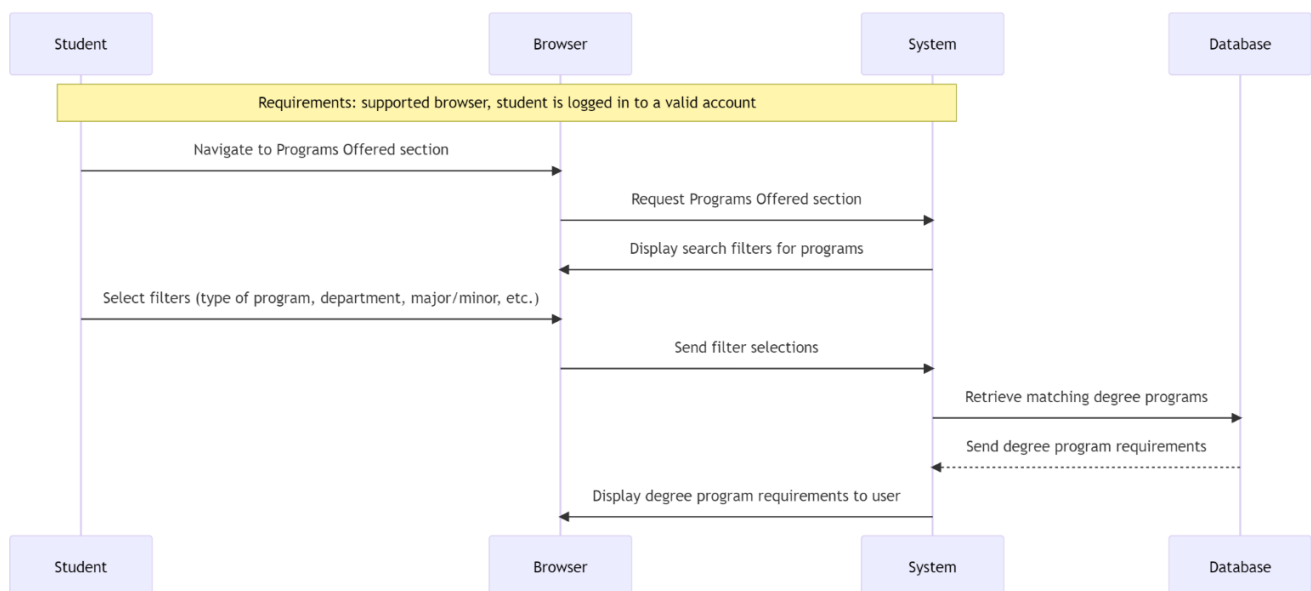 Student
Browser
System
Database
Requirements: supported browser, student is logged in to a valid account
Navigate to Programs Offered section
Request Programs Offered section
Display search filters for programs
Select filters (type of program, department, major/minor, etc.)
Send filter selections
Retrieve matching degree programs
Send degree program requirements
Display degree program requirements to user
Student
Browser
System
Database